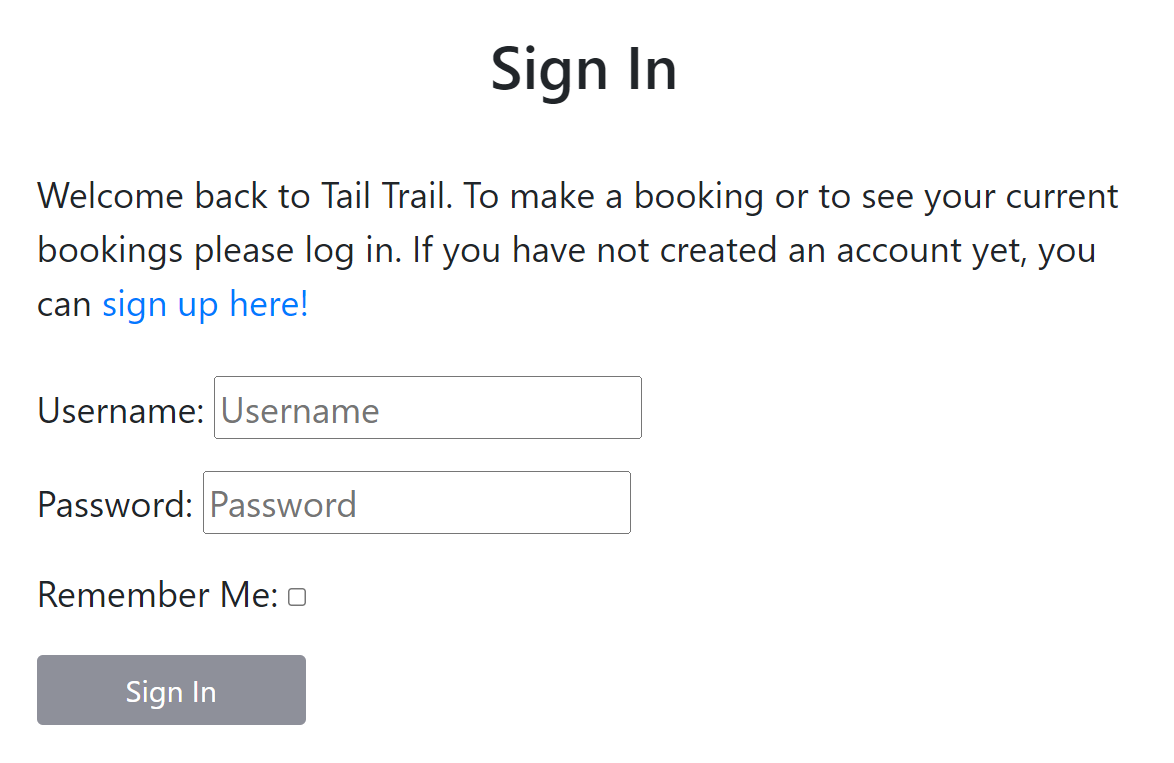 Sign In
Welcome back to Tail Trail. To make a booking or to see your current
bookings please log in. If you have not created an account yet, you
can sign up here!
Username: Username
Password: Password
Remember Me:
Sign In